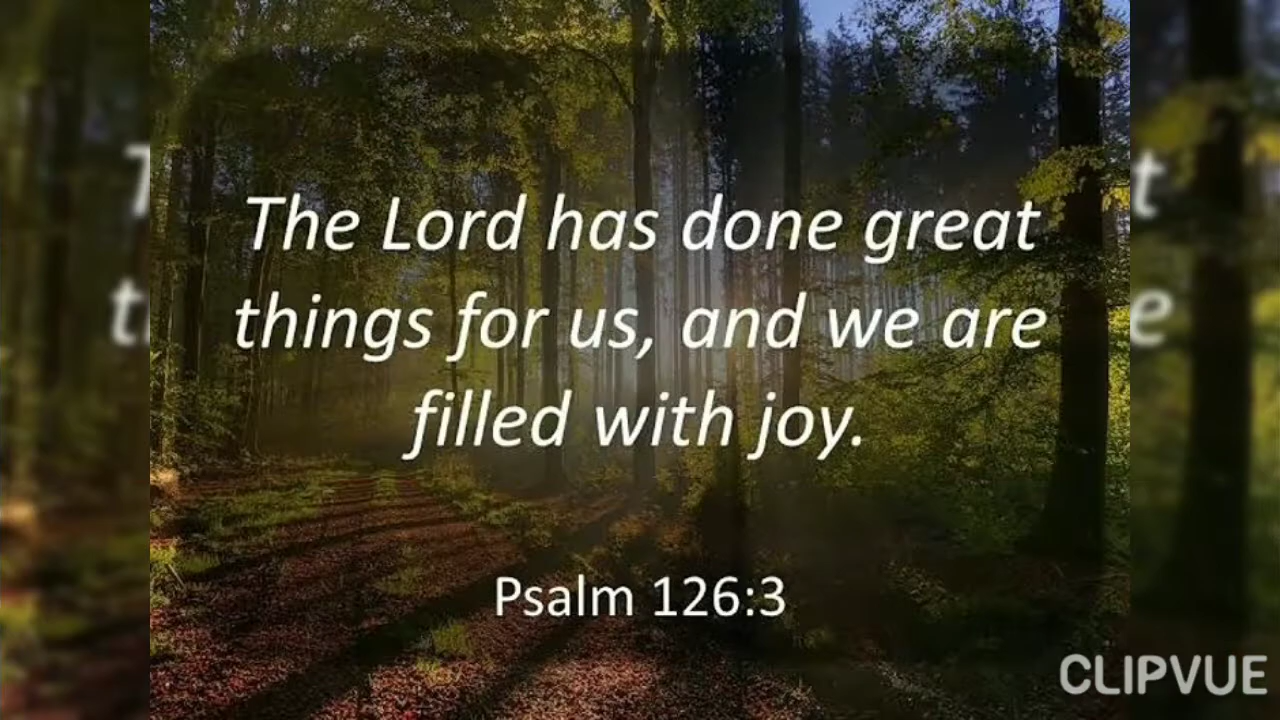 The Lord has done great
things for us, and we are
filled with joy.
Psalm 126:3
CLIPVUE